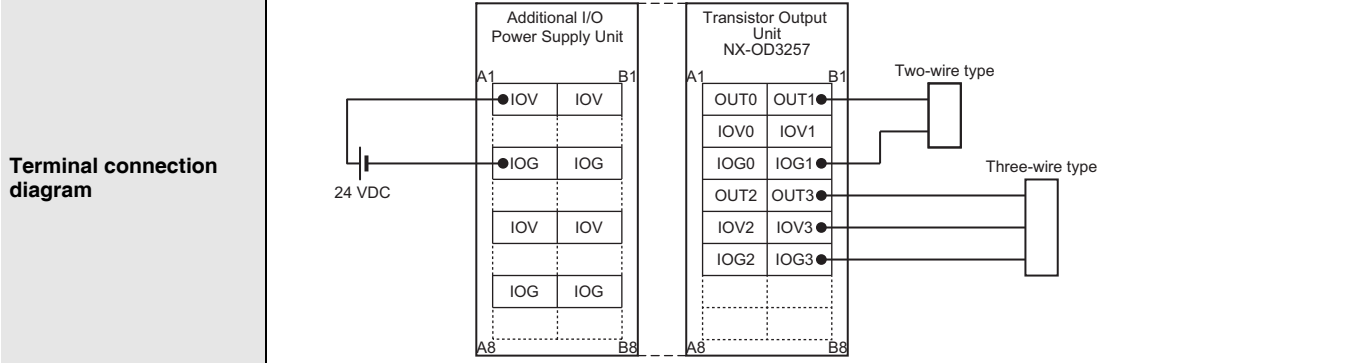 Terminal connection
diagram
24 VDC
Additional I/O
Power Supply Unit
A1 B1
IOV IOV
IOG IOG
IOV IOV
IOG IOG
A8 B8
Transistor Output
Unit
NX-OD3257
A1 B1
OUT0 OUT1
IOV0 IOV1
IOG0 IOG1
OUT2 OUT3
IOV2 IOV3
IOG2 IOG3
A8 B8
Two-wire type
Three-wire type